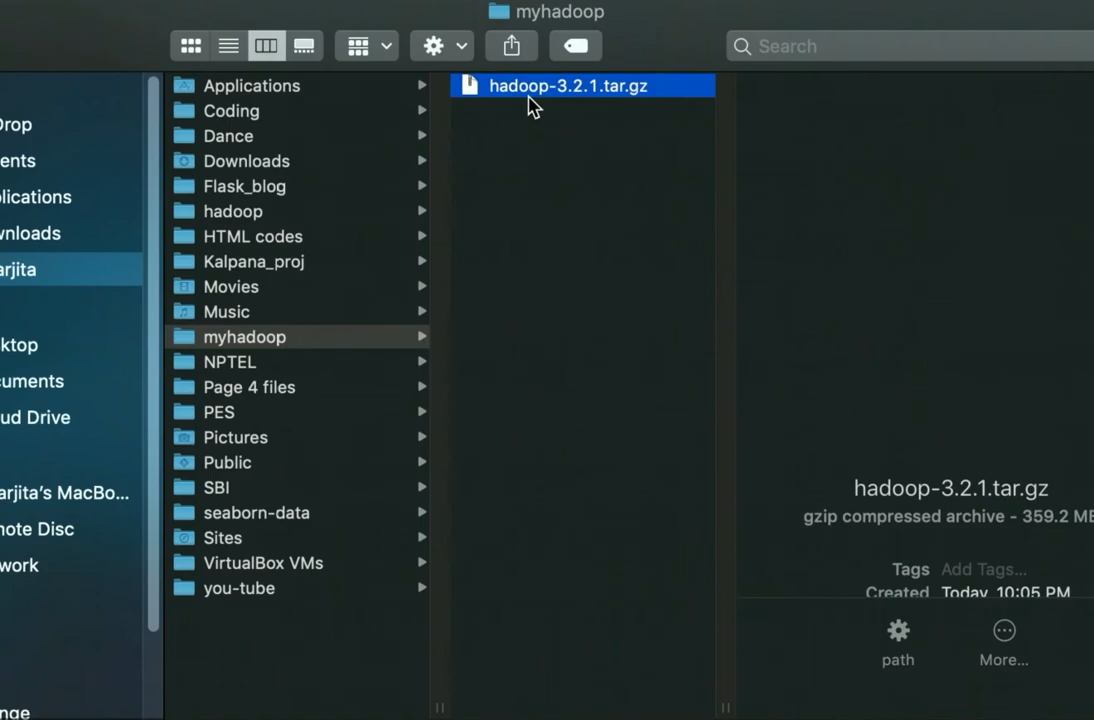 myhadoop
Search
Drop
ents
lications
wnloads
arjita
ktop
cuments
ud Drive
arjita's MacBo...
note Disc
work
nge
Applications
Coding
Dance
Downloads
Flask_blog
hadoop
HTML codes
Kalpana_proj
Movies
Music
myhadoop
NPTEL
Page 4 files
PES
Pictures
Public
SBI
seaborn-data
Sites
VirtualBox VMs
you-tube
hadoop-3.2.1.tar.gz
hadoop-3.2.1.tar.gz
gzip compressed archive - 359.2 MB
Tags Add Tags...
Created Today, 10:05 PM
path
More...